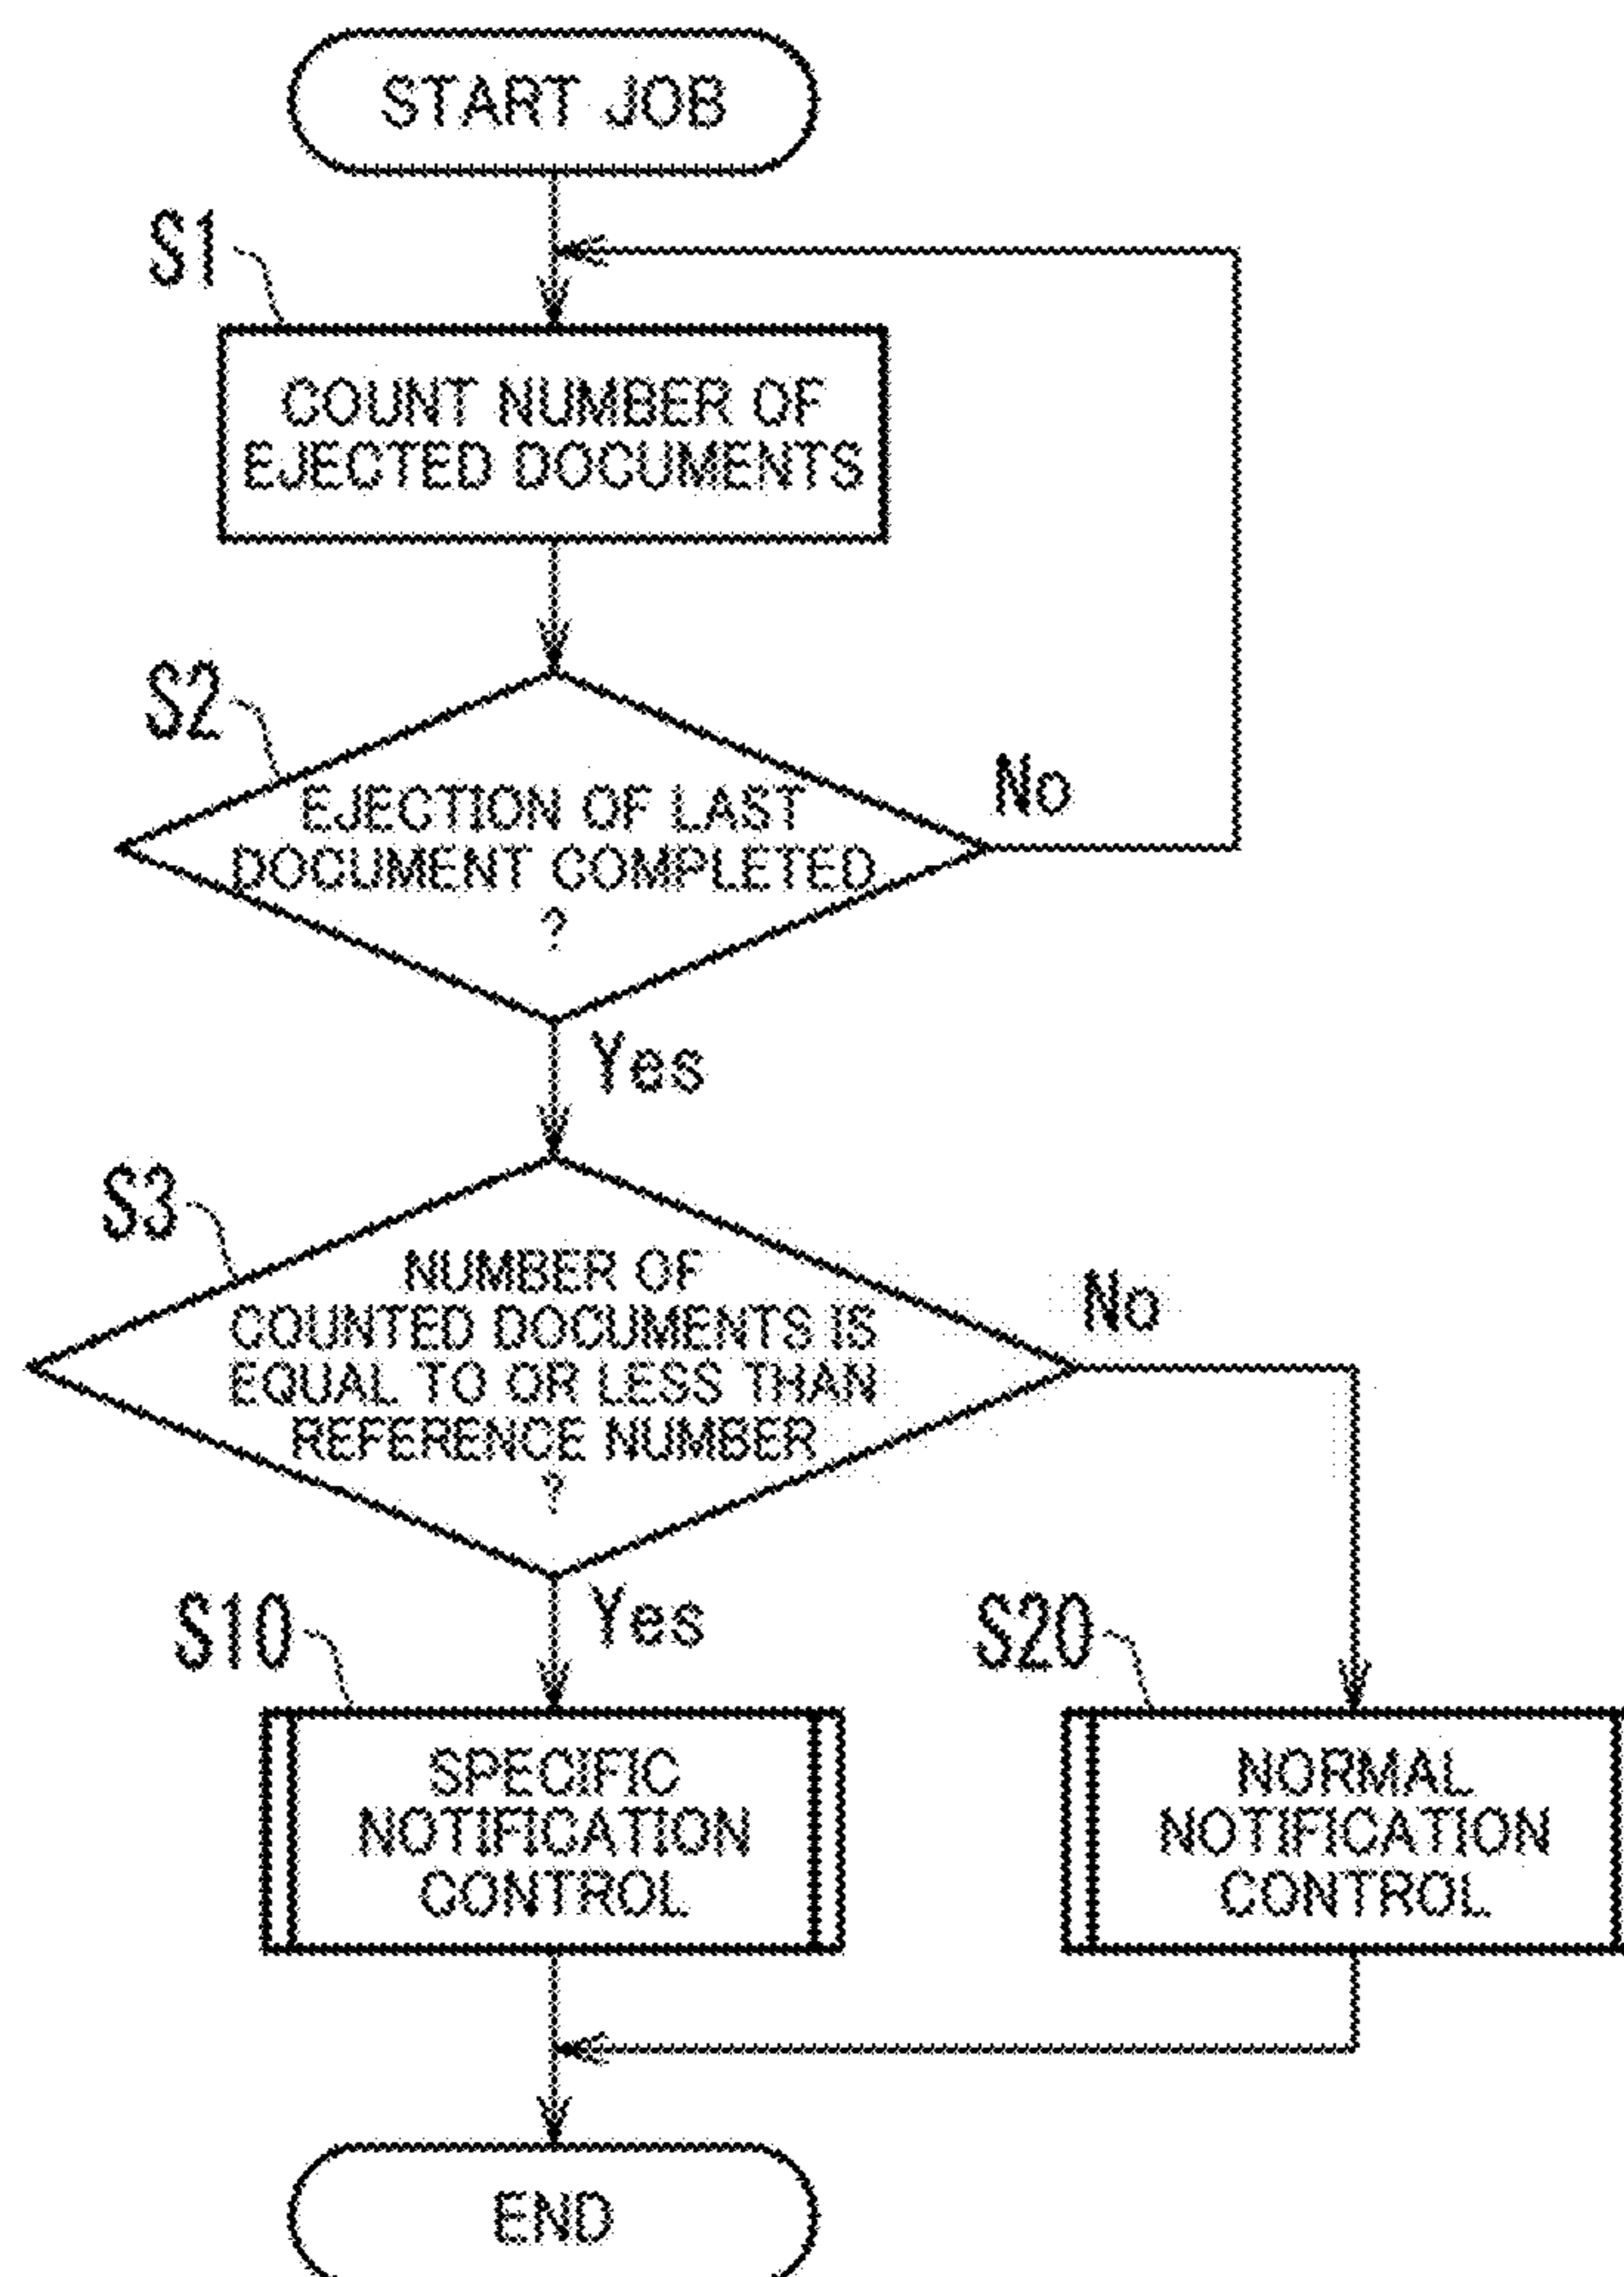 START JOB
S1
COUNT NUMBER OF
EJECTED DOCUMENTS
S2
EJECTION OF LAST
DOCUMENT COMPLETED
?
No
Yes
S3
NUMBER OF
COUNTED DOCUMENTS IS
EQUAL TO OR LESS THAN
REFERENCE NUMBER
?
No
Yes
S10
SPECIFIC
NOTIFICATION
CONTROL
S20
NORMAL
NOTIFICATION
CONTROL
END